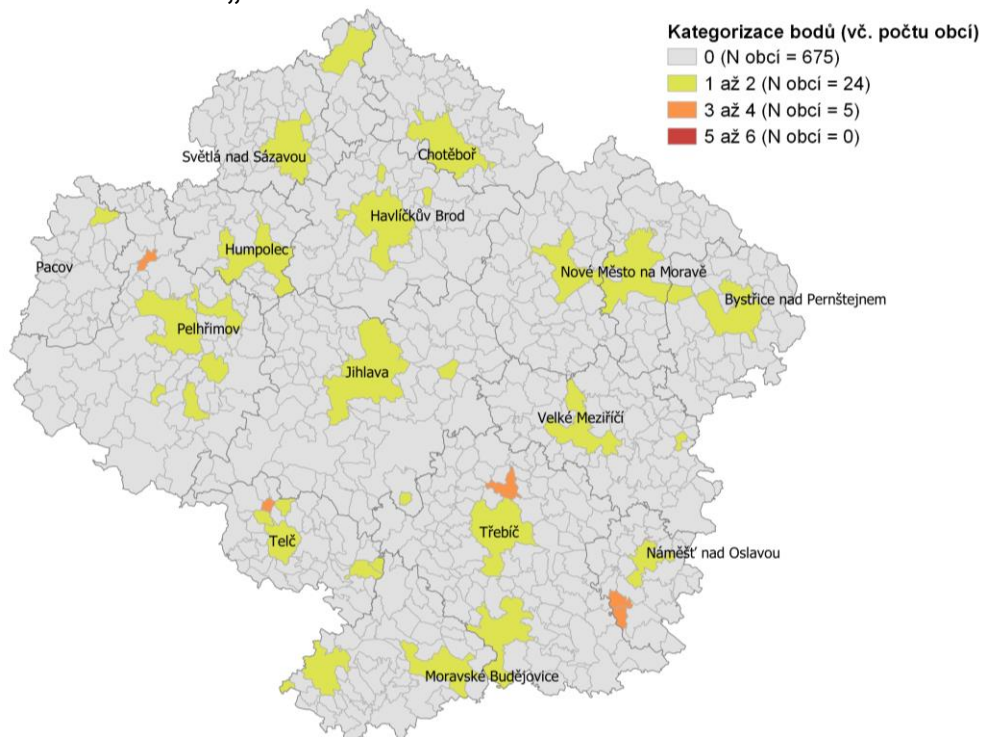 „
Kategorizace bodů (vč. počtu obcí)
0 (N obcí = 675)
1 až 2 (N obcí = 24)
3 až 4 (N obcí = 5)
5 až 6 (N obcí = 0)
Světlá nad Sázavou
Chotěboř
Havlíčkův Brod
Humpolec
Pacov
Nové Město na Moravě
Bystřice nad Pernštejnem
Pelhřimov
Jihlava
Velké Meziříčí
Třebíč
Telč
Náměšť nad Oslavou
Moravské Budějovice